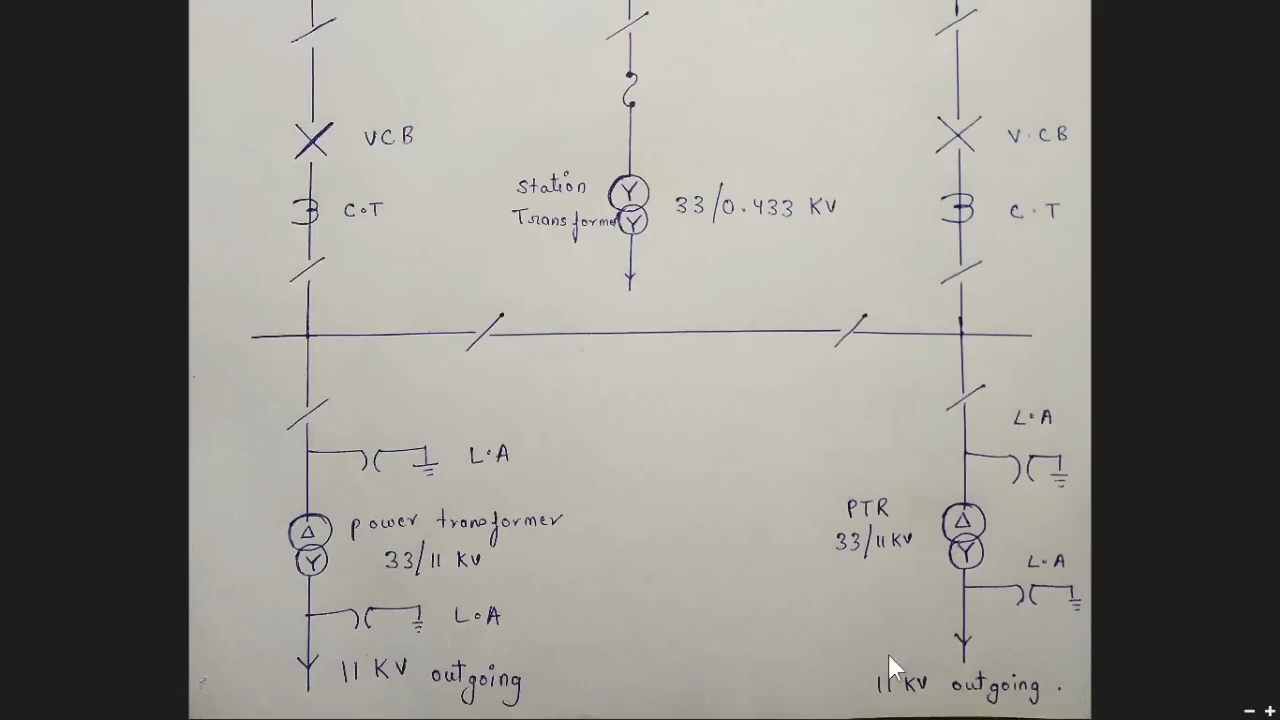 VCB
C.T
Station
Transformer
33/0.433 KV
V.CB
C.T
L.A
L.A
Power transformer
33/11 KV
PTR
33/11 KV
L.A
L.A
11 KV outgoing
11 KV outgoing.